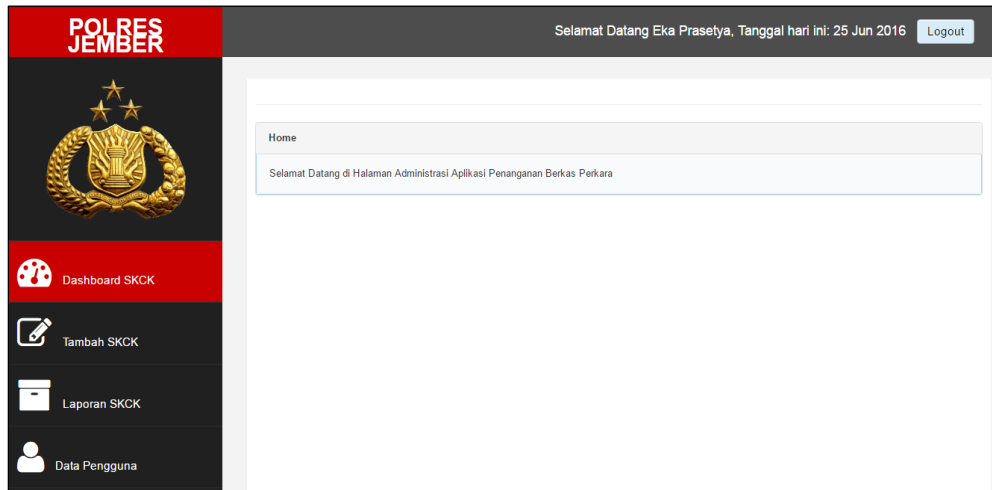 POLRES
JEMBER
Selamat Datang Eka Prasetya, Tanggal hari ini: 25 Jun 2016
Logout
Home
Selamat Datang di Halaman Administrasi Aplikasi Penanganan Berkas Perkara
Dashboard SKCK
Tambah SKCK
Laporan SKCK
Data Pengguna